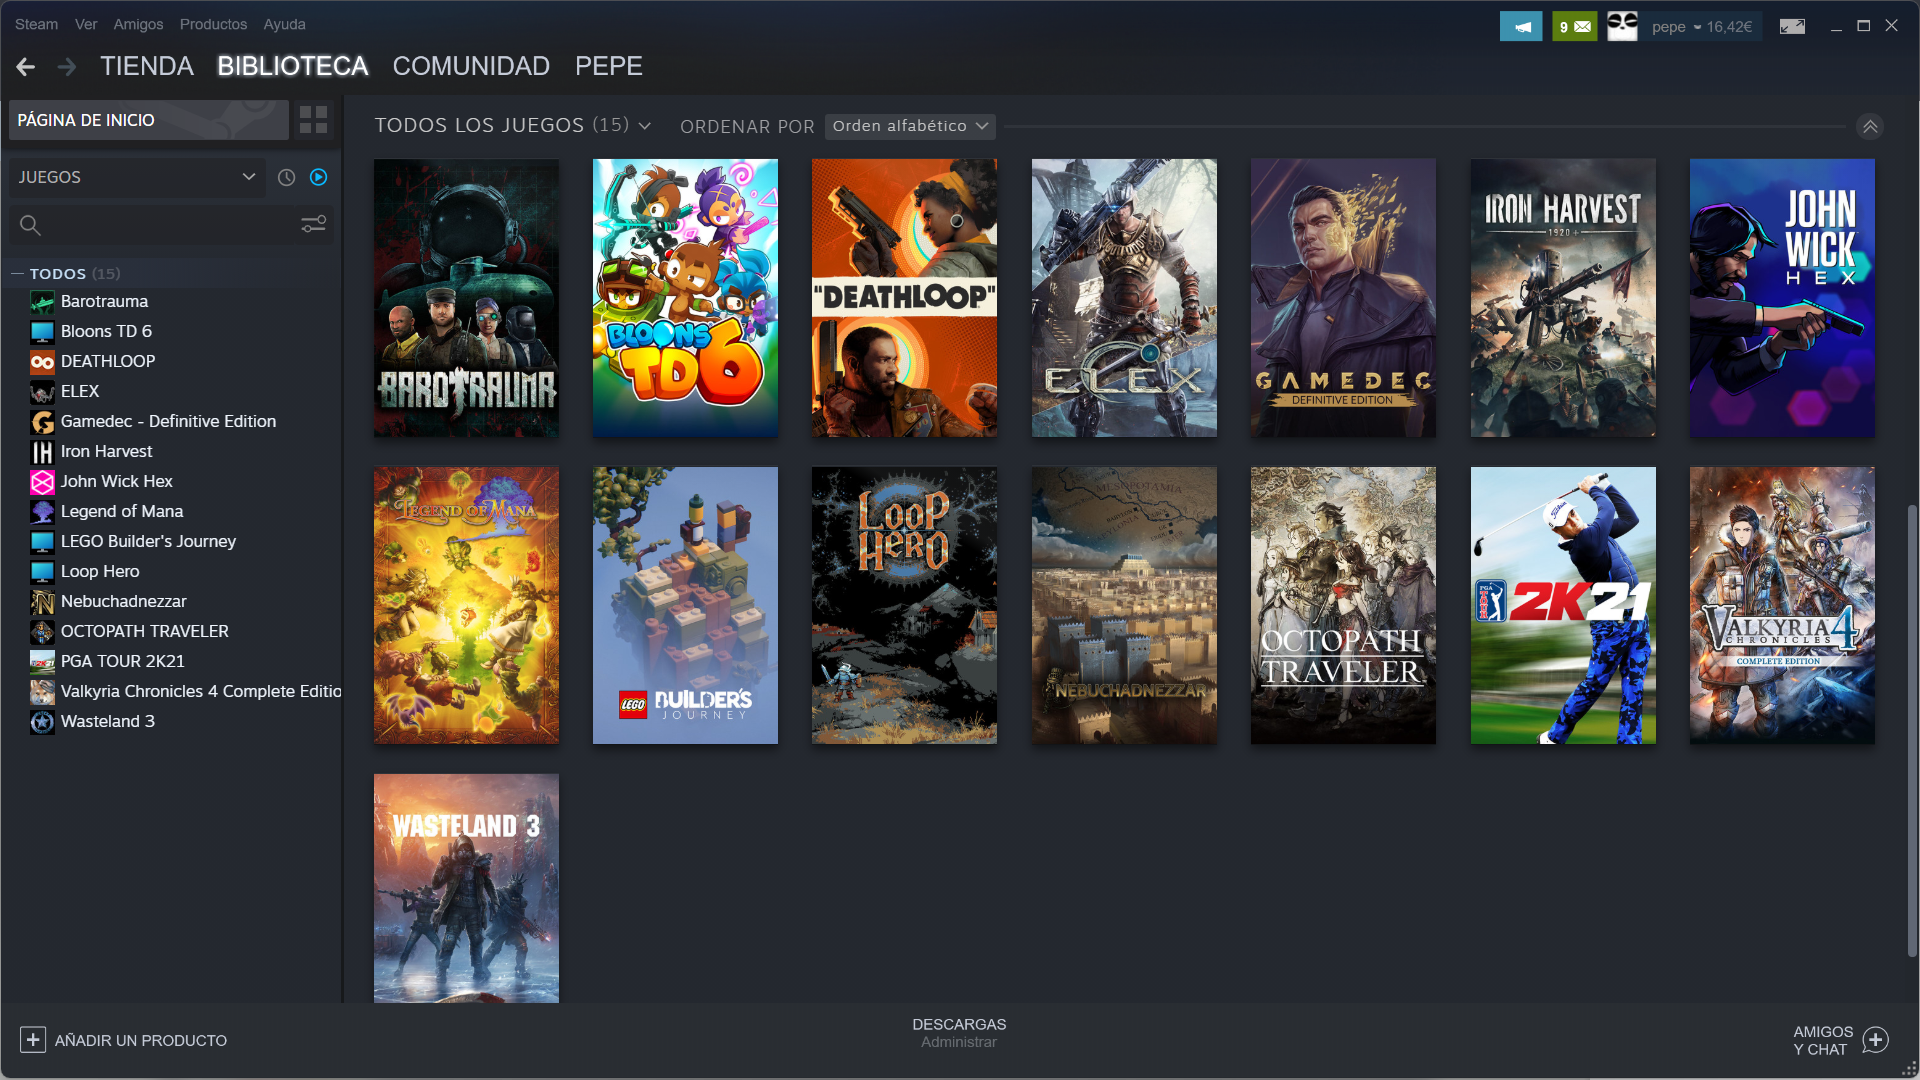 Steam Ver Amigos Productos Ayuda
9 pepe 16,42€
TIENDA BIBLIOTECA COMUNIDAD PEPE
PÁGINA DE INICIO
JUEGOS
TODOS (15)
Barotrauma
Bloons TD 6
DEATHLOOP
ELEX
Gamedec - Definitive Edition
Iron Harvest
John Wick Hex
Legend of Mana
LEGO Builder's Journey
Loop Hero
Nebuchadnezzar
OCTOPATH TRAVELER
PGA TOUR 2K21
Valkyria Chronicles 4 Complete Editio
Wasteland 3
TODOS LOS JUEGOS (15) ORDENAR POR Orden alfabético
BAROTRAUMA
BLOONS
TD6
"DEATHLOOP"
ELEX
GAMEDEC
DEFINITIVE EDITION
IRON HARVEST
1920+
JOHN
WICK
HEX
LEGEND OF MANA
LEGO BUILDER'S
JOURNEY
LOOP
HERO
MESOPOTAMIA
BABYLON
NEBUCHADNEZZAR
OCTOPATH
TRAVELER
PGA
TOUR
2K21
VALKYRIA
CHRONICLES 4
COMPLETE EDITION
WASTELAND 3
AÑADIR UN PRODUCTO
DESCARGAS
Administrar
AMIGOS
Y CHAT